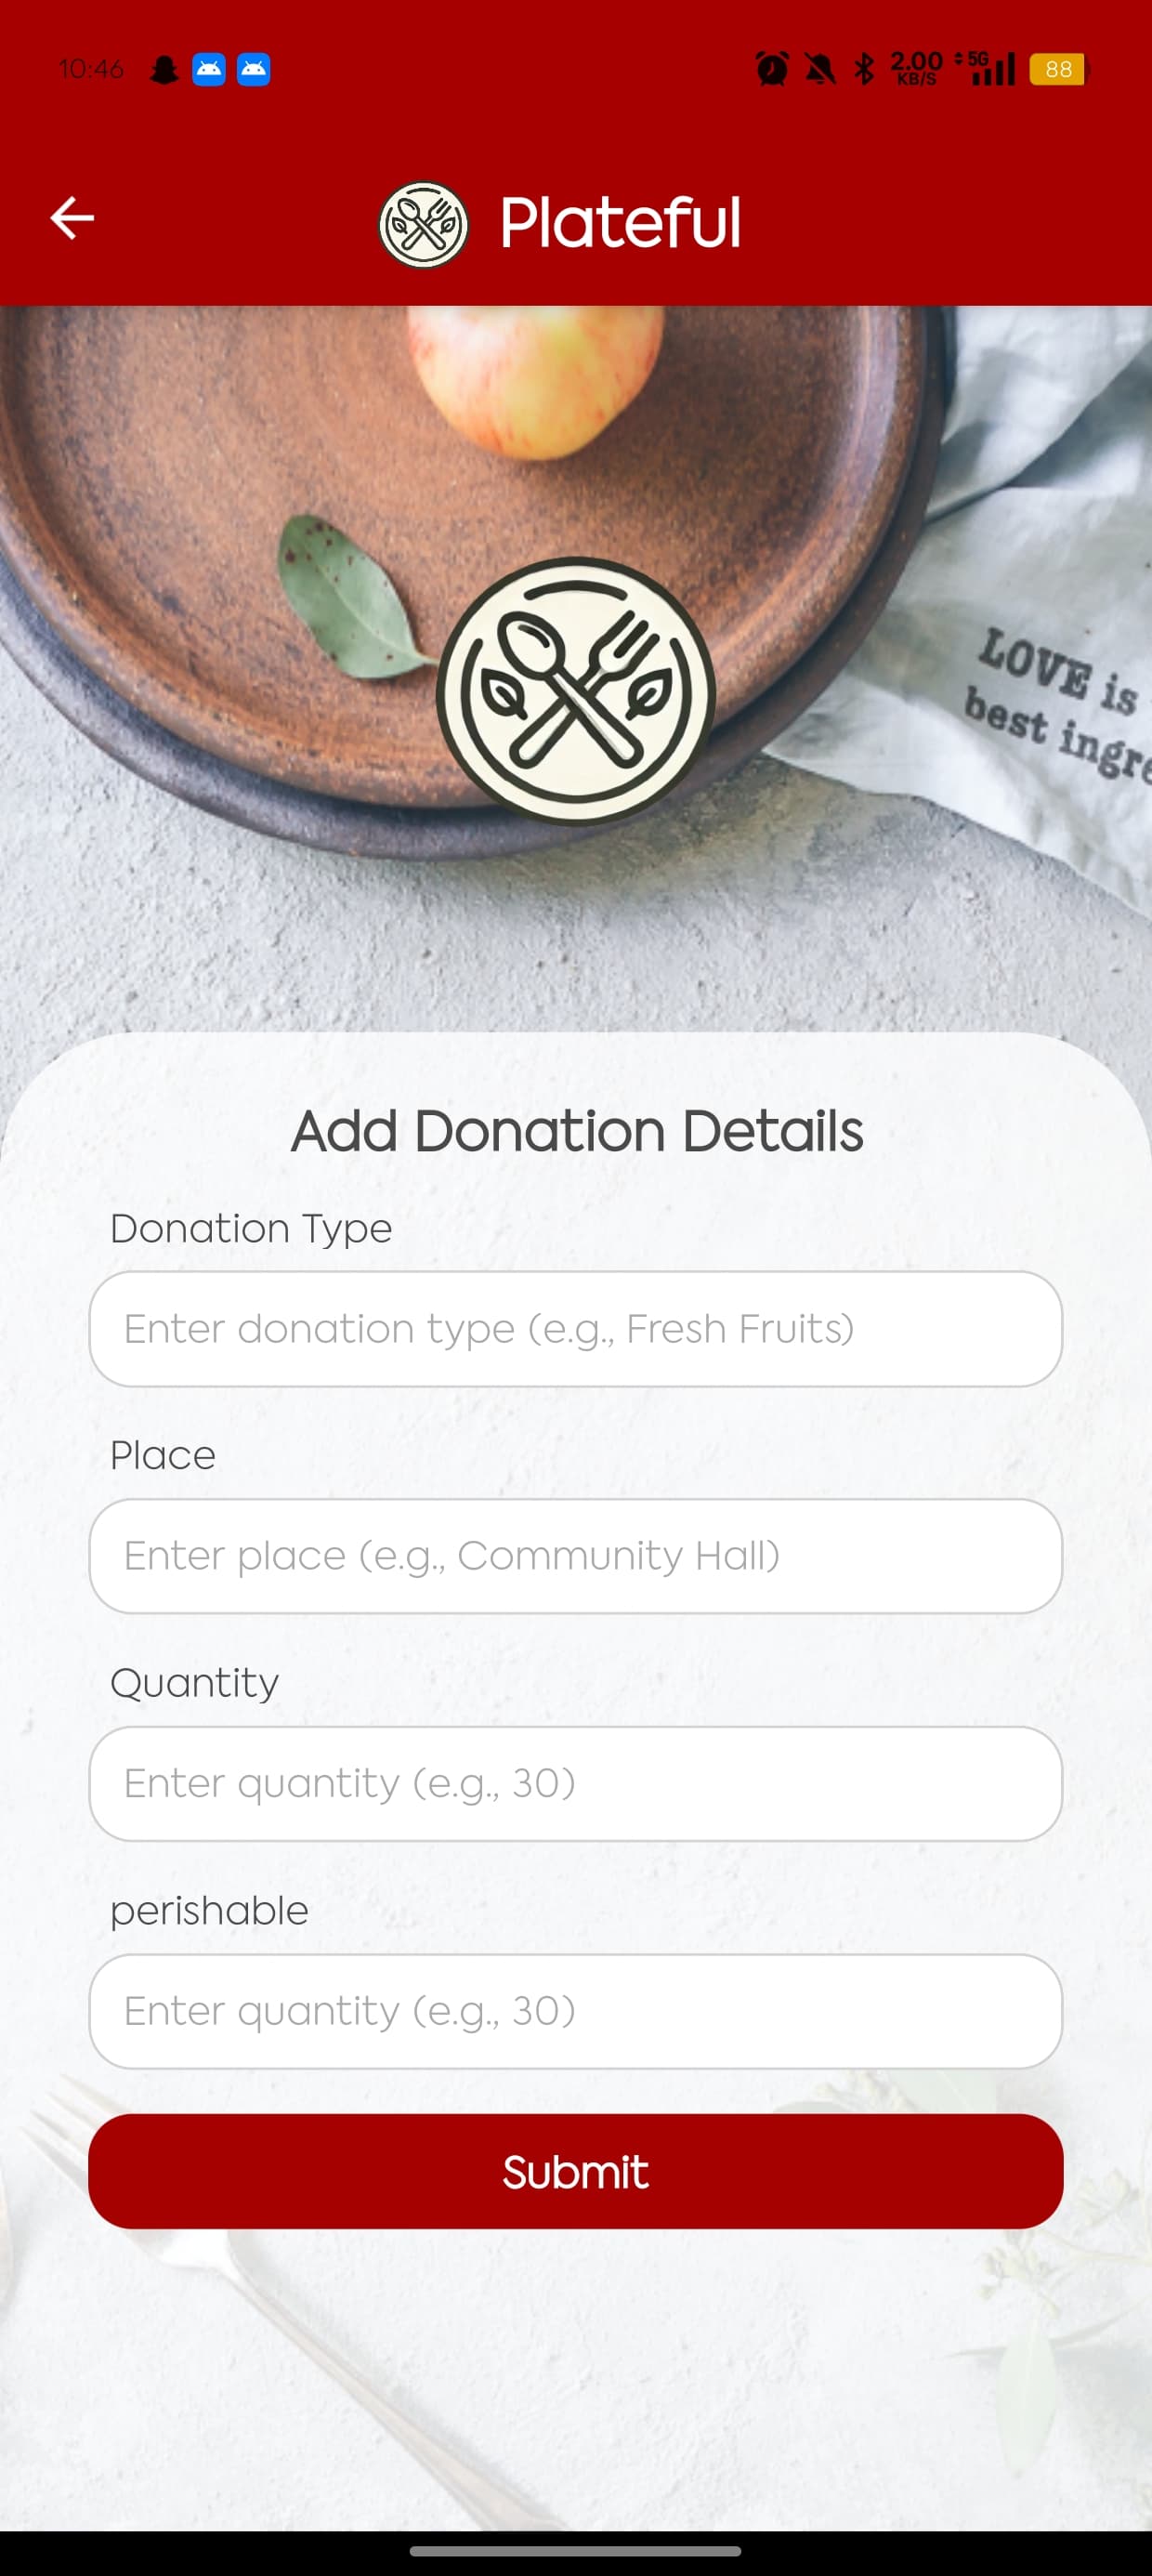 10:46 2.00 KB/S 5G 88
Plateful
LOVE is
best ingre
Add Donation Details
Donation Type
Enter donation type (e.g., Fresh Fruits)
Place
Enter place (e.g., Community Hall)
Quantity
Enter quantity (e.g., 30)
perishable
Enter quantity (e.g., 30)
Submit